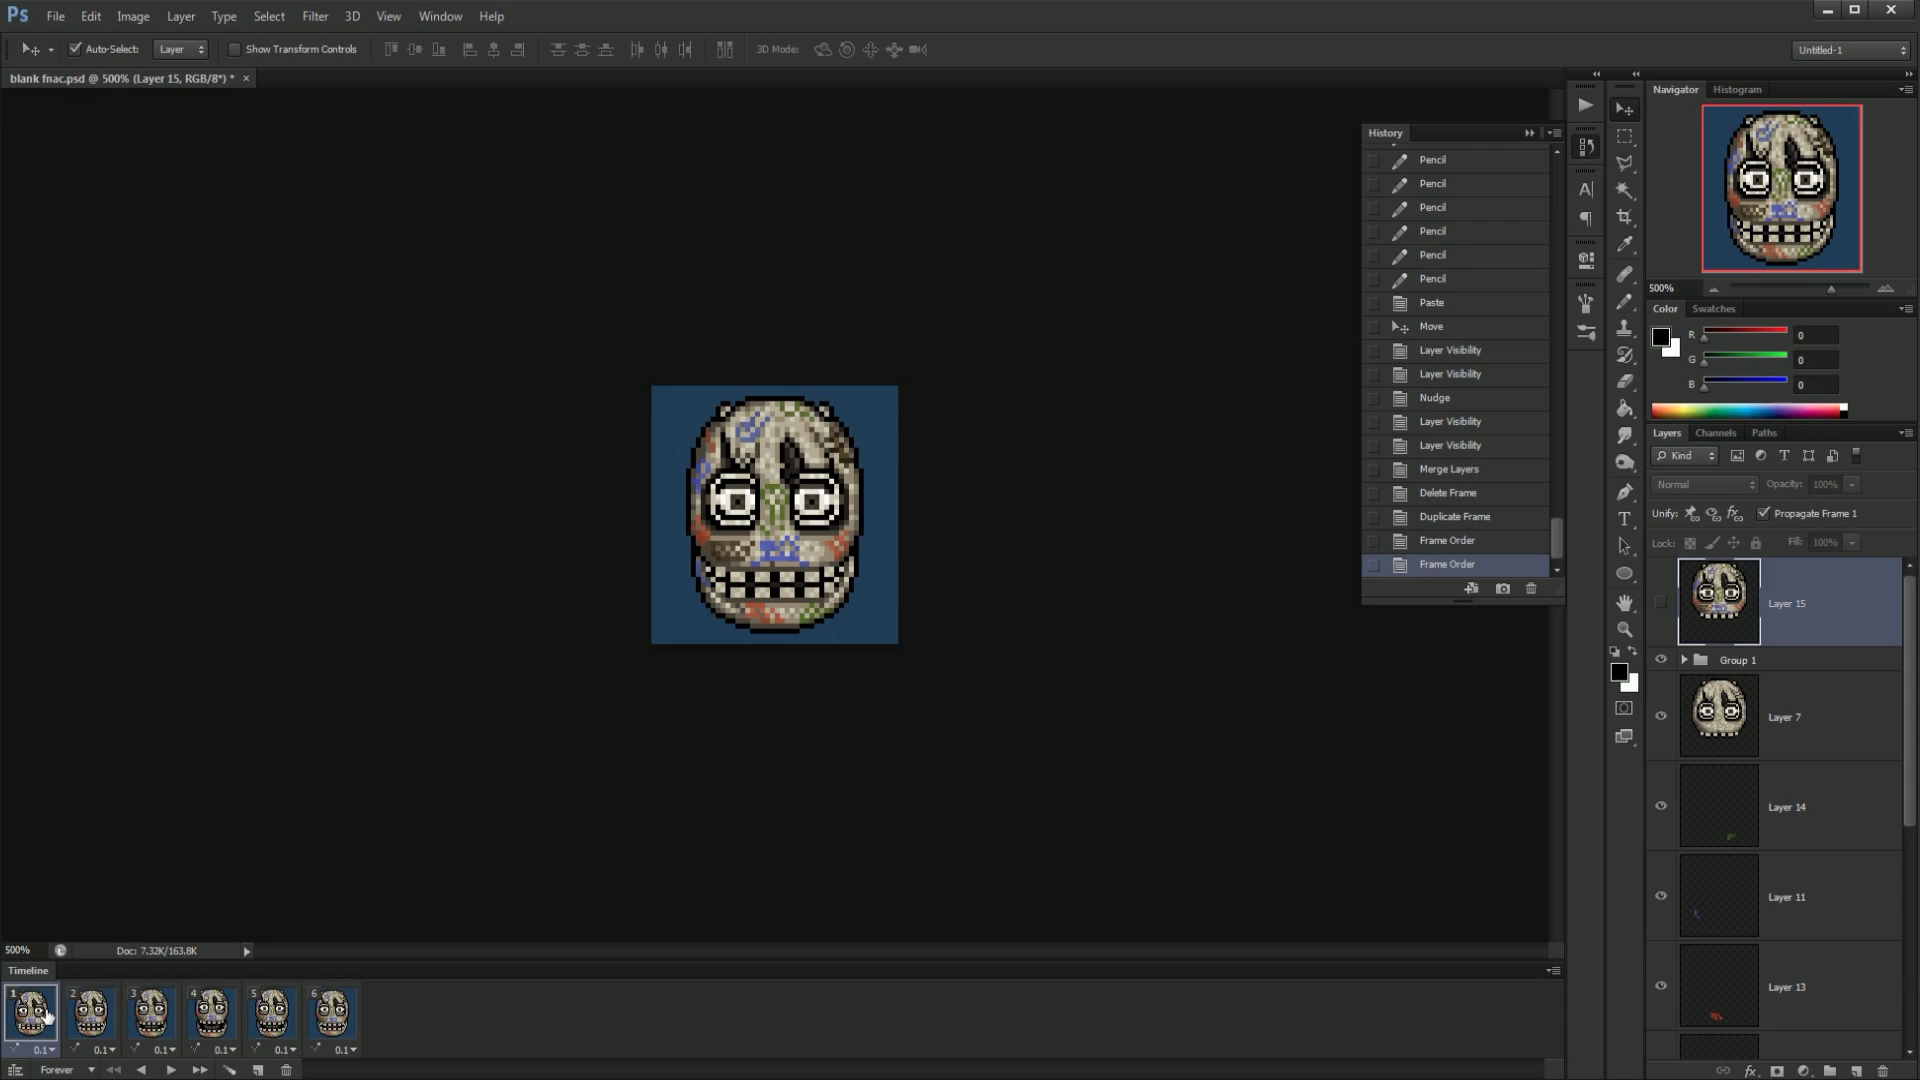 Ps File Edit Image Layer Type Select Filter 3D View Window Help
Auto-Select: Layer Show Transform Controls 3D Mode: Untitled-1
blank fnac.psd @ 500% (Layer 15, RGB/8*) * ×
Navigator Histogram
500%
History
Pencil
Pencil
Pencil
Pencil
Pencil
Pencil
Paste
Move
Layer Visibility
Layer Visibility
Nudge
Layer Visibility
Layer Visibility
Merge Layers
Delete Frame
Duplicate Frame
Frame Order
Frame Order
Color Swatches
R 0
G 0
B 0
Layers Channels Paths
Kind
Normal Opacity: 100%
Unify: Propagate Frame 1
Lock: Fill: 100%
Layer 15
Group 1
Layer 7
Layer 14
Layer 11
Layer 13
500% Doc: 7.32K/163.8K
Timeline
1 2 3 4 5 6
0.1 0.1 0.1 0.1 0.1 0.1
Forever